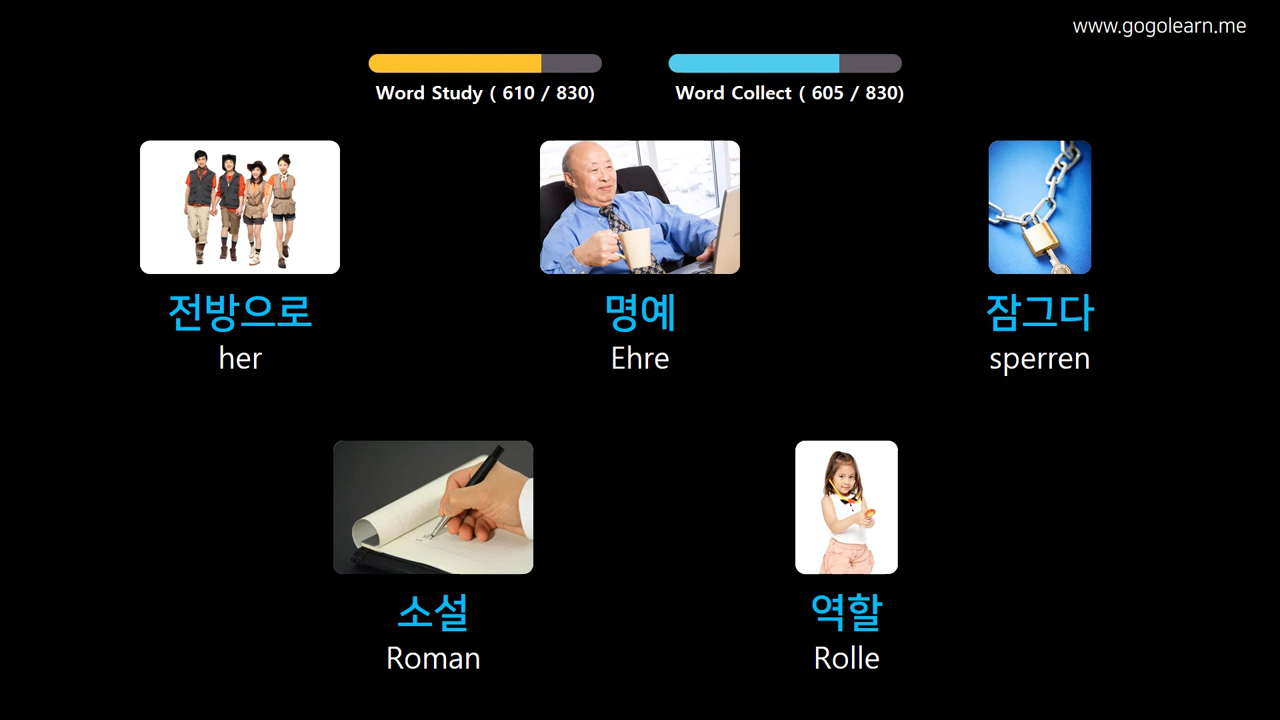 www.gogolearn.me
Word Study ( 610 / 830)
Word Collect ( 605 / 830)
전방으로
her
명예
Ehre
잠그다
sperren
소설
Roman
역할
Rolle